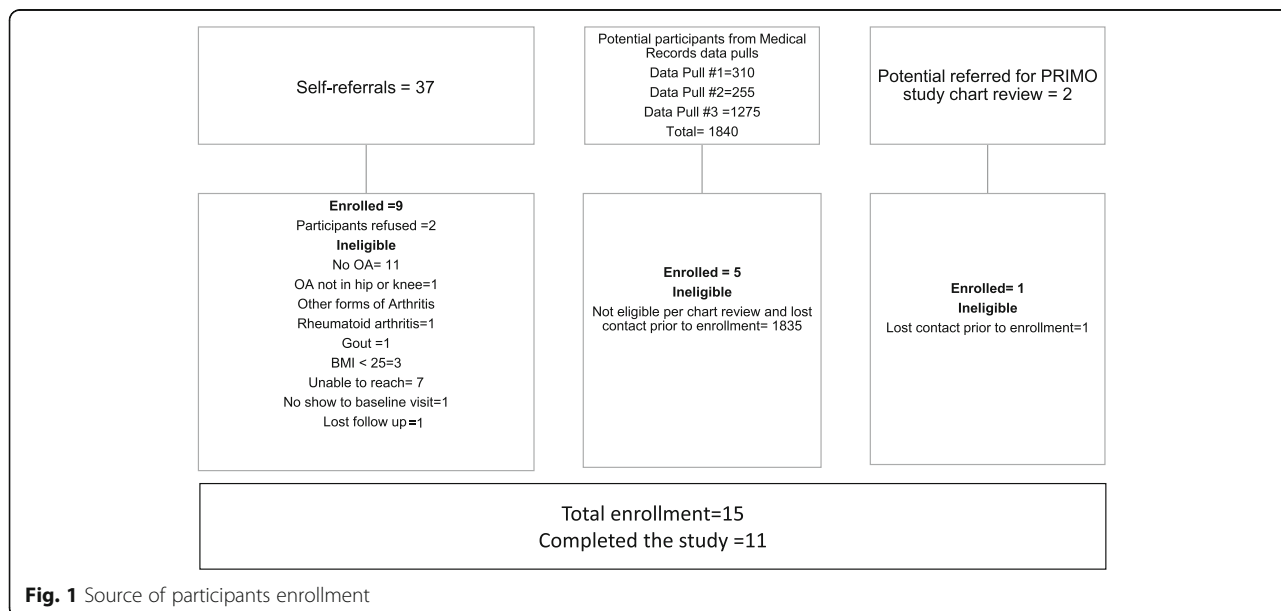 Self-referrals = 37
Potential participants from Medical
Records data pulls
Data Pull #1=310
Data Pull #2=255
Data Pull #3 =1275
Total= 1840
Potential referred for PRIMO
study chart review = 2
Enrolled =9
Participants refused =2
Ineligible
No OA= 11
OA not in hip or knee=1
Other forms of Arthritis
Rheumatoid arthritis=1
Gout =1
BMI < 25=3
Unable to reach= 7
No show to baseline visit=1
Lost follow up =1
Enrolled = 5
Ineligible
Not eligible per chart review and lost
contact prior to enrollment= 1835
Enrolled= 1
Ineligible
Lost contact prior to enrollment=1
Total enrollment=15
Completed the study =11
Fig. 1 Source of participants enrollment